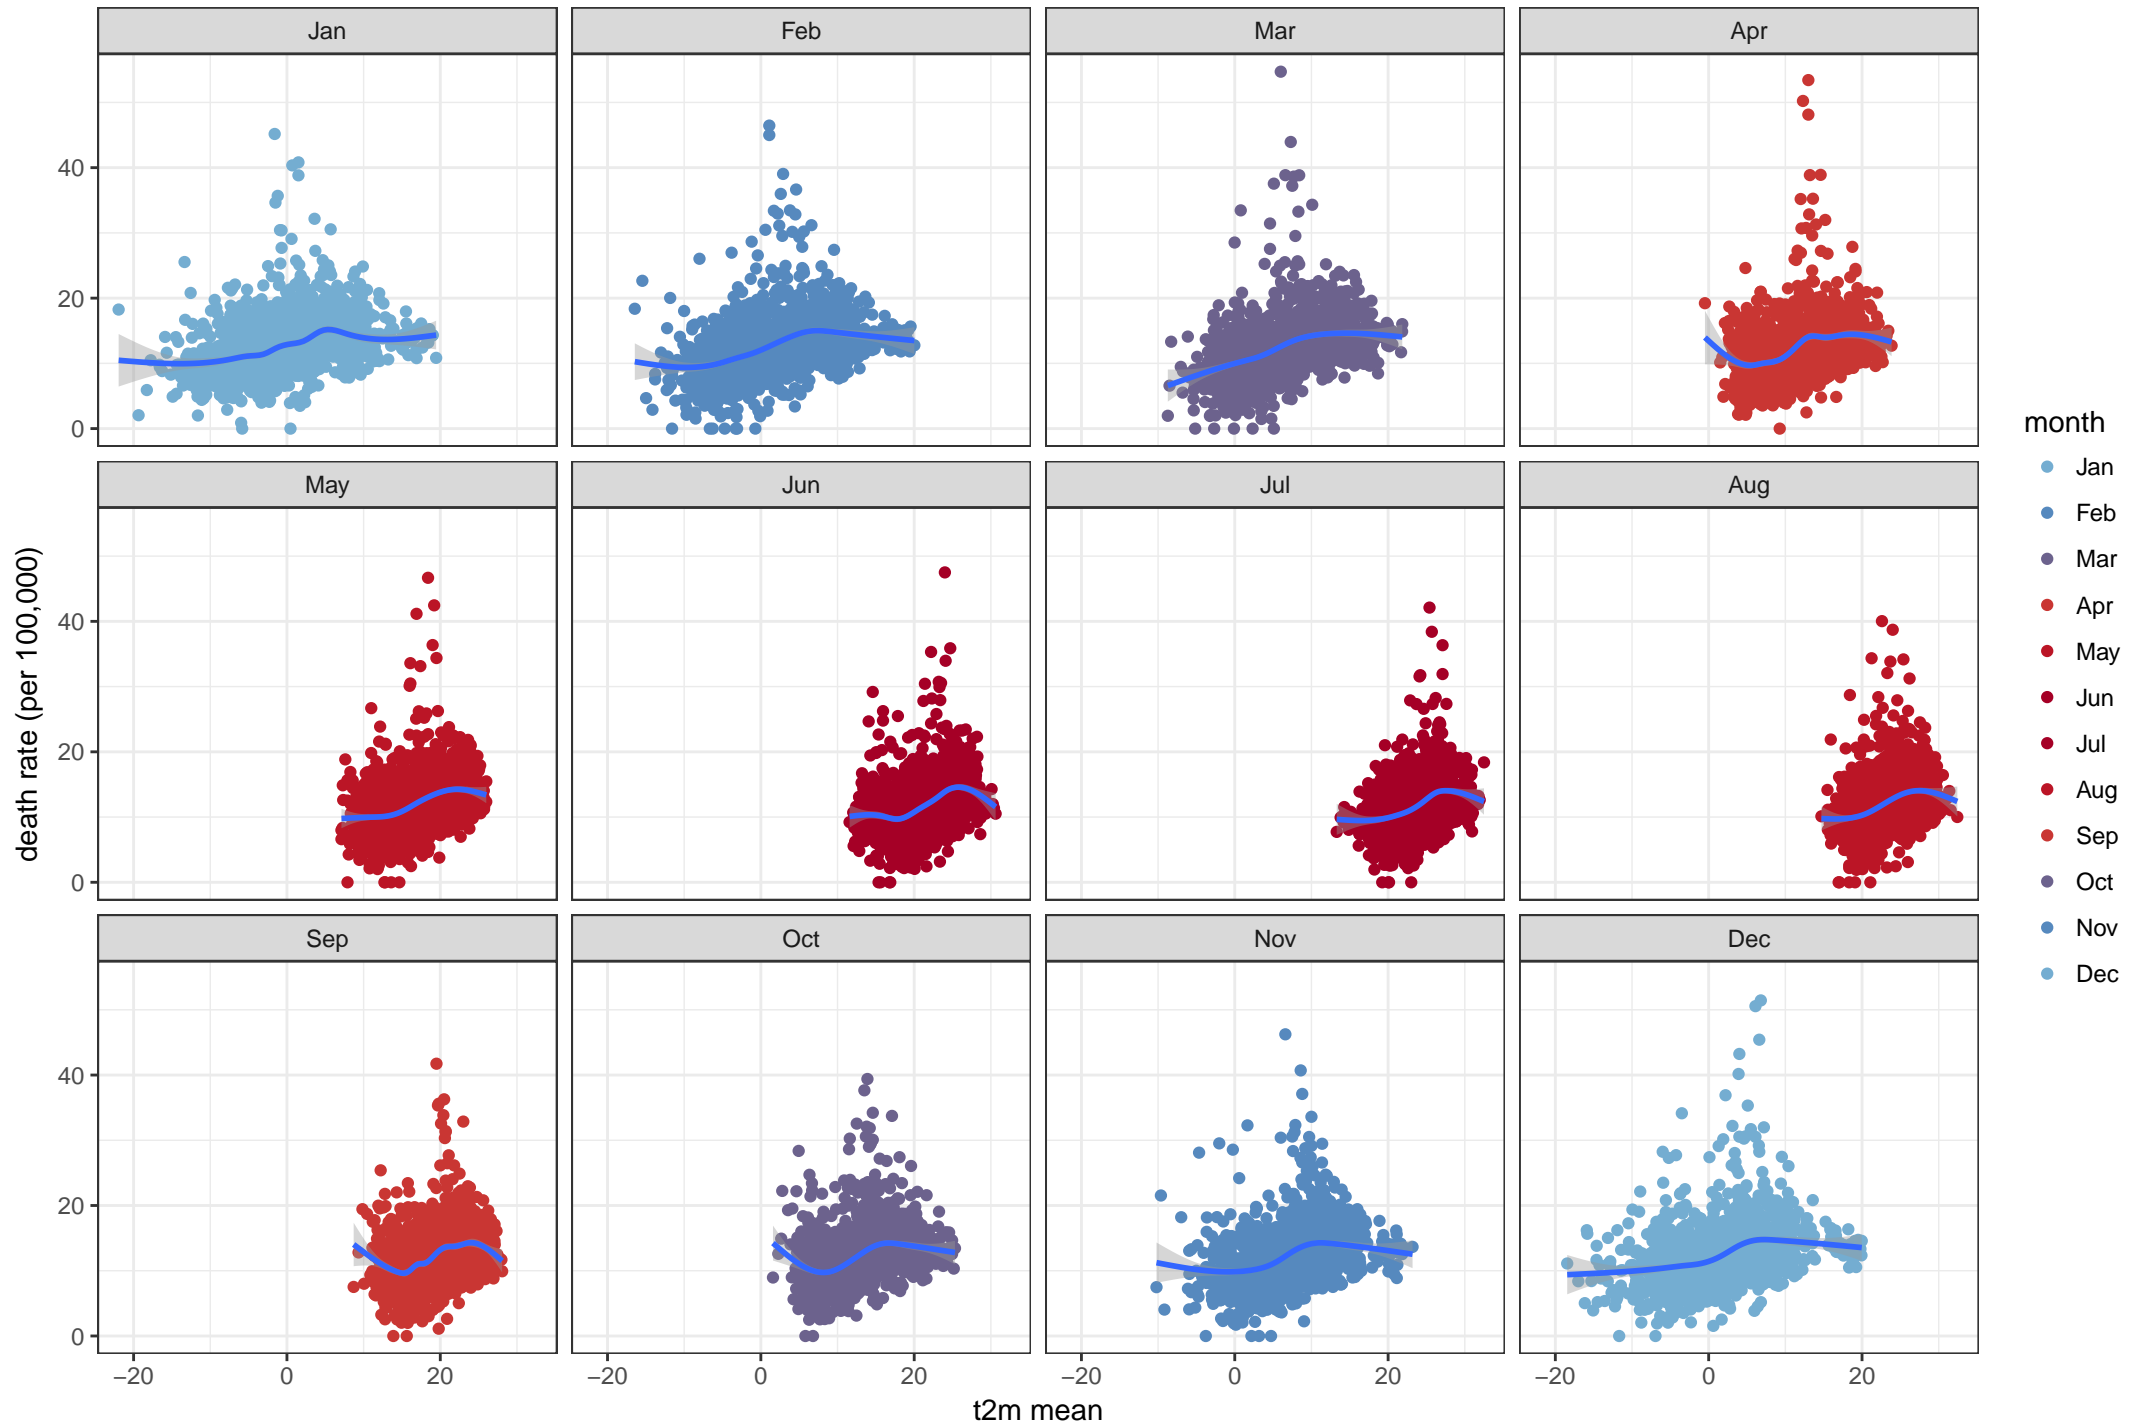 Jan Feb Mar Apr
40
20
0
May Jun Jul Aug
40
20
0
Sep Oct Nov Dec
40
20
0
−20 0 20 −20 0 20 −20 0 20 −20 0 20
t2m mean
death rate (per 100,000)
month
Jan
Feb
Mar
Apr
May
Jun
Jul
Aug
Sep
Oct
Nov
Dec